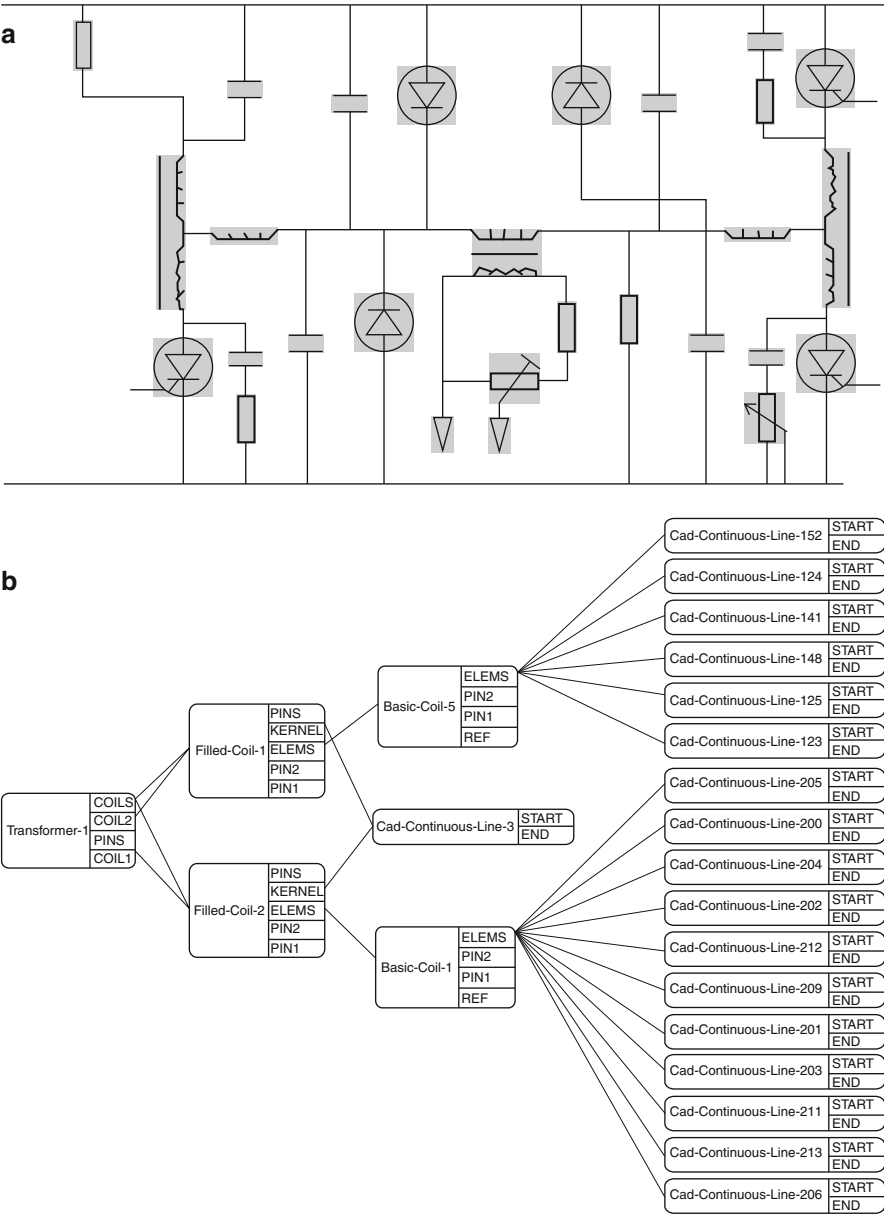 a
b
Transformer-1
COILS
COIL2
PINS
COIL1
Filled-Coil-1
PINS
KERNEL
ELEMS
PIN2
PIN1
Filled-Coil-2
PINS
KERNEL
ELEMS
PIN2
PIN1
Basic-Coil-5
ELEMS
PIN2
PIN1
REF
Cad-Continuous-Line-3
START
END
Basic-Coil-1
ELEMS
PIN2
PIN1
REF
Cad-Continuous-Line-152
START
END
Cad-Continuous-Line-124
START
END
Cad-Continuous-Line-141
START
END
Cad-Continuous-Line-148
START
END
Cad-Continuous-Line-125
START
END
Cad-Continuous-Line-123
START
END
Cad-Continuous-Line-205
START
END
Cad-Continuous-Line-200
START
END
Cad-Continuous-Line-204
START
END
Cad-Continuous-Line-202
START
END
Cad-Continuous-Line-212
START
END
Cad-Continuous-Line-209
START
END
Cad-Continuous-Line-201
START
END
Cad-Continuous-Line-203
START
END
Cad-Continuous-Line-211
START
END
Cad-Continuous-Line-213
START
END
Cad-Continuous-Line-206
START
END